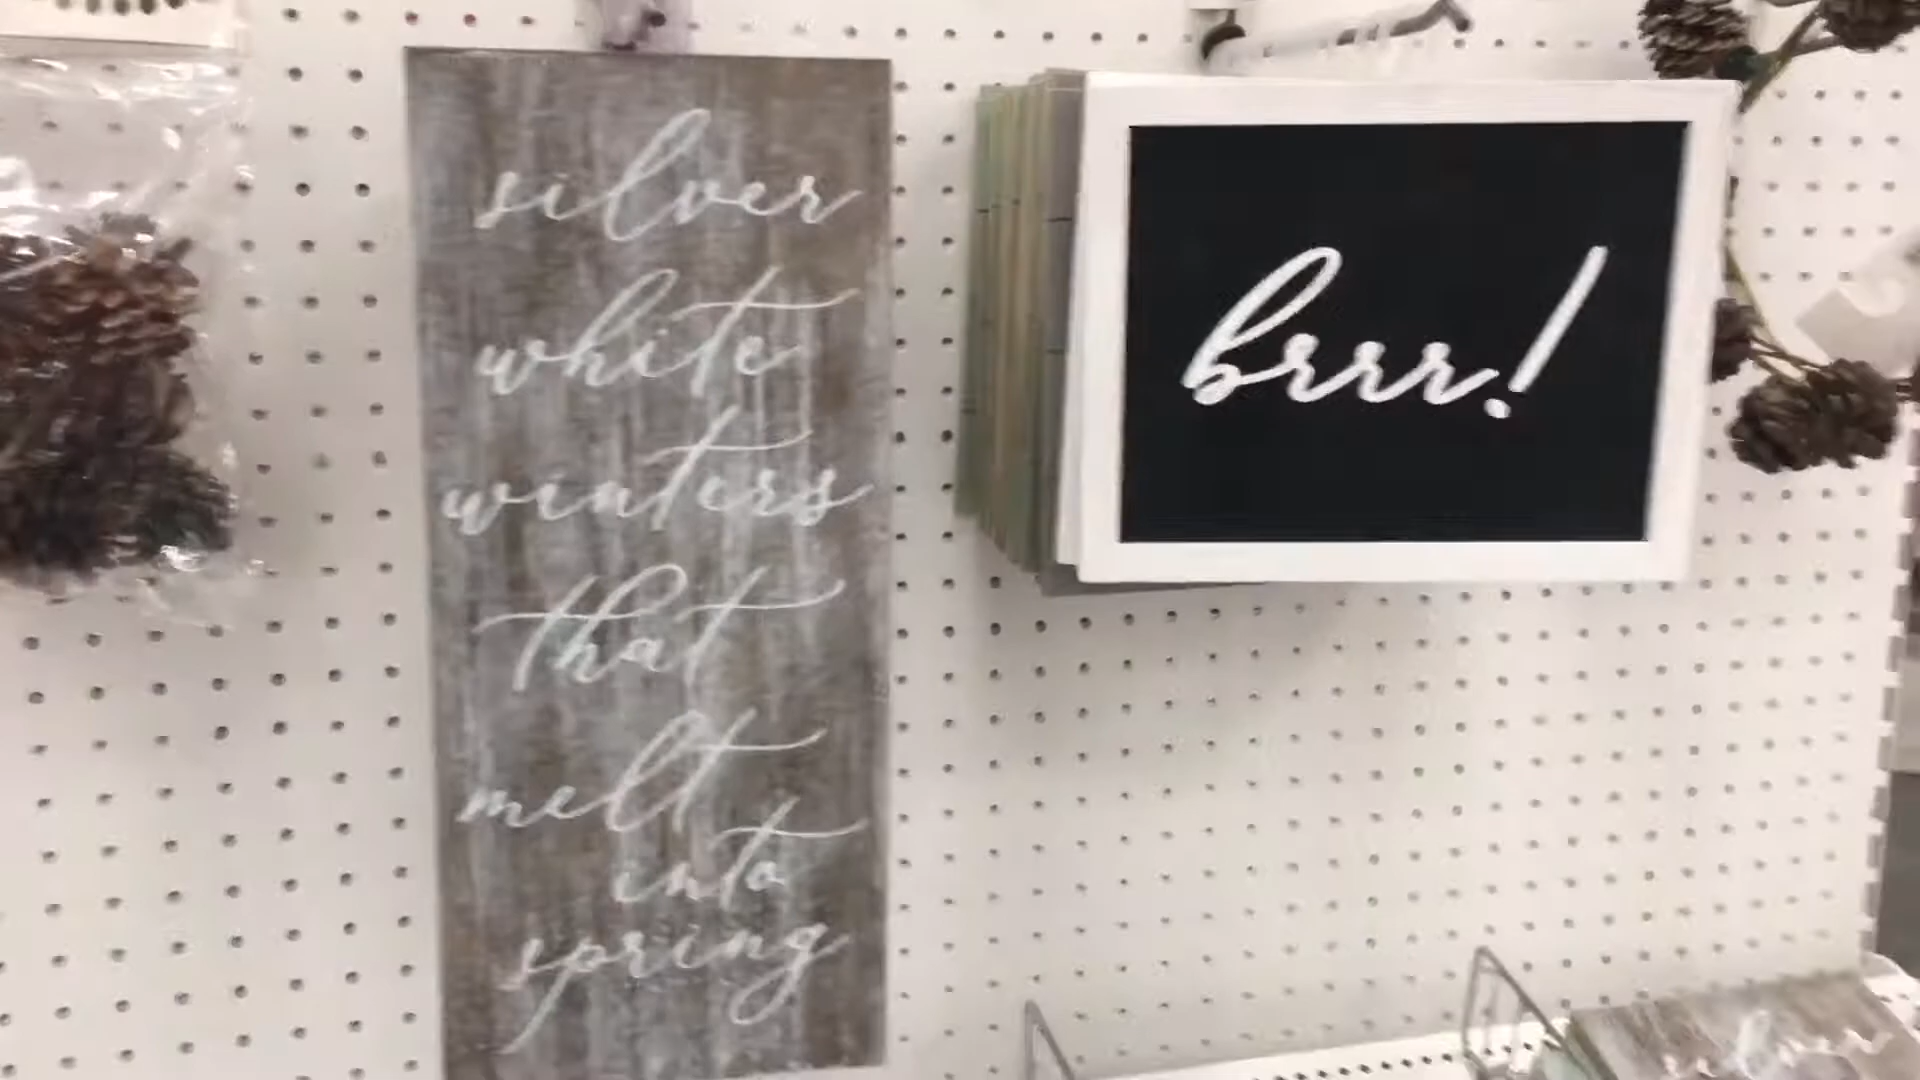 silver
white
winters
that
melt
into
spring
brrr!